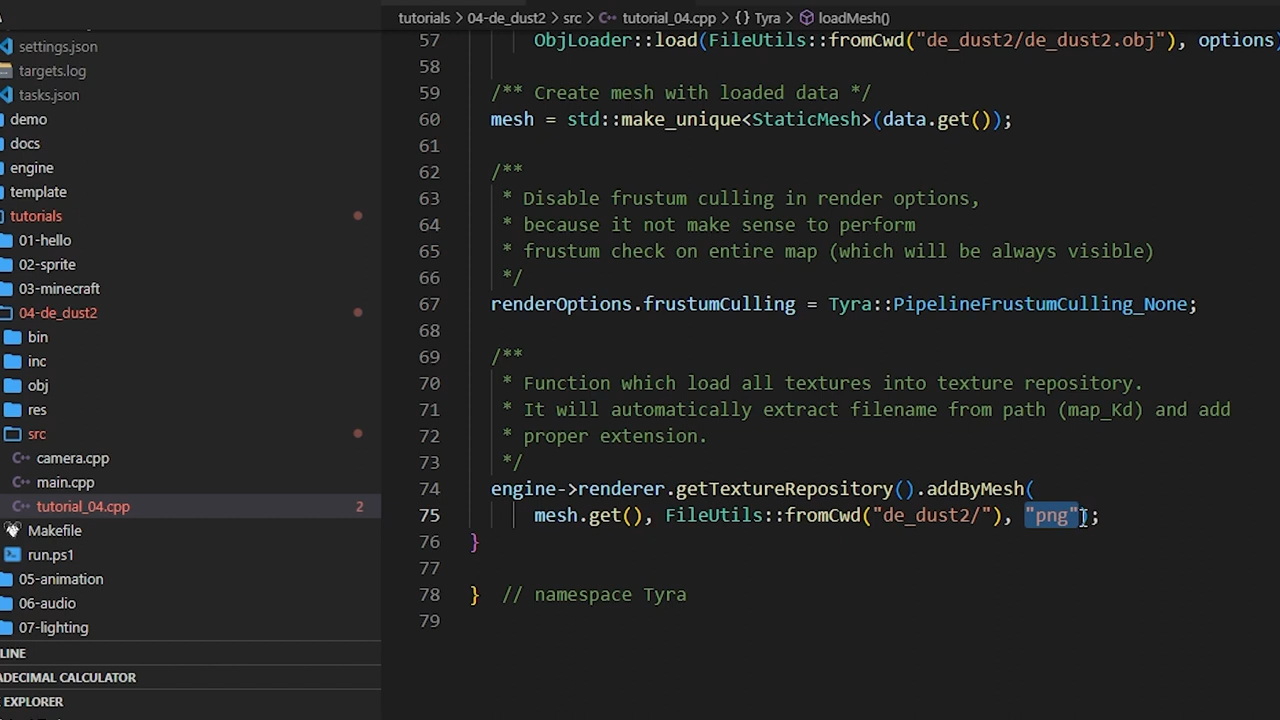 settings.json
targets.log
tasks.json
demo
docs
engine
template
tutorials
01-hello
02-sprite
03-minecraft
04-de_dust2
bin
inc
obj
res
src
camera.cpp
main.cpp
tutorial_04.cpp 2
Makefile
run.ps1
05-animation
06-audio
07-lighting
LINE
ADECIMAL CALCULATOR
EXPLORER
tutorials > 04-de_dust2 > src > tutorial_04.cpp > {} Tyra > loadMesh()
57 ObjLoader::load(FileUtils::fromCwd("de_dust2/de_dust2.obj"), options)
58
59 /** Create mesh with loaded data */
60 mesh = std::make_unique<StaticMesh>(data.get());
61
62 /**
63 * Disable frustum culling in render options,
64 * because it not make sense to perform
65 * frustum check on entire map (which will be always visible)
66 */
67 renderOptions.frustumCulling = Tyra::PipelineFrustumCulling_None;
68
69 /**
70 * Function which load all textures into texture repository.
71 * It will automatically extract filename from path (map_Kd) and add
72 * proper extension.
73 */
74 engine->renderer.getTextureRepository().addByMesh(
75 mesh.get(), FileUtils::fromCwd("de_dust2/"), "png");
76 }
77
78 } // namespace Tyra
79